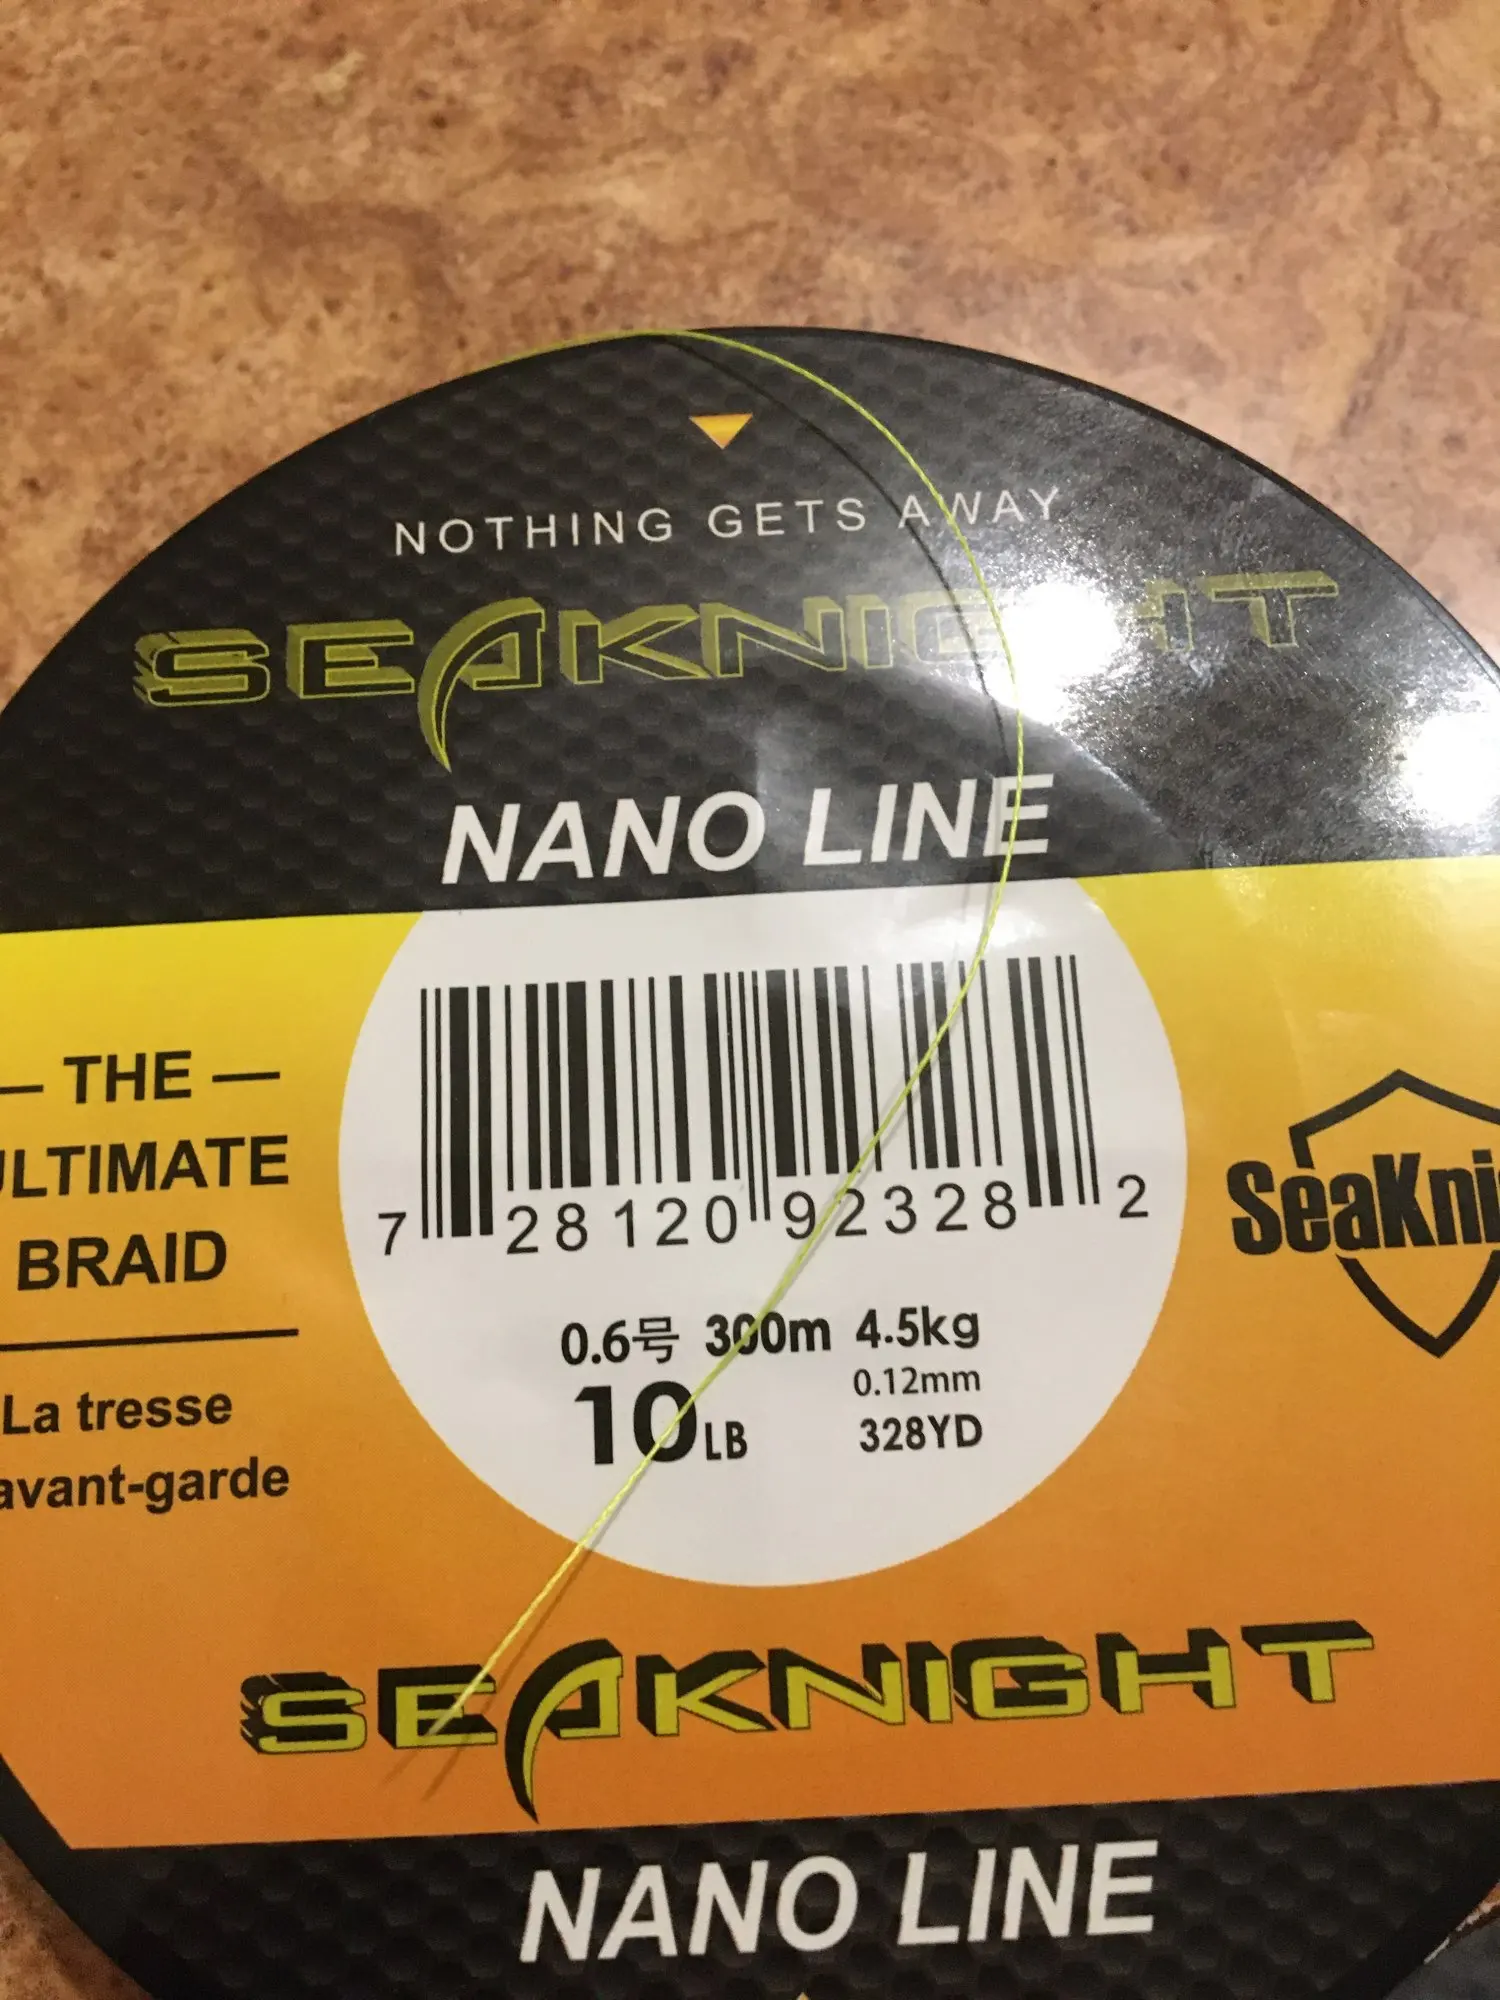 NOTHING GETS AWAY
SEAKNIGHT
NANO LINE
THE
ULTIMATE
BRAID
La tresse
avant-garde
7 28120 92328 2
0.6号 300m 4.5kg
0.12mm
10LB 328YD
SEAKNIGHT
NANO LINE